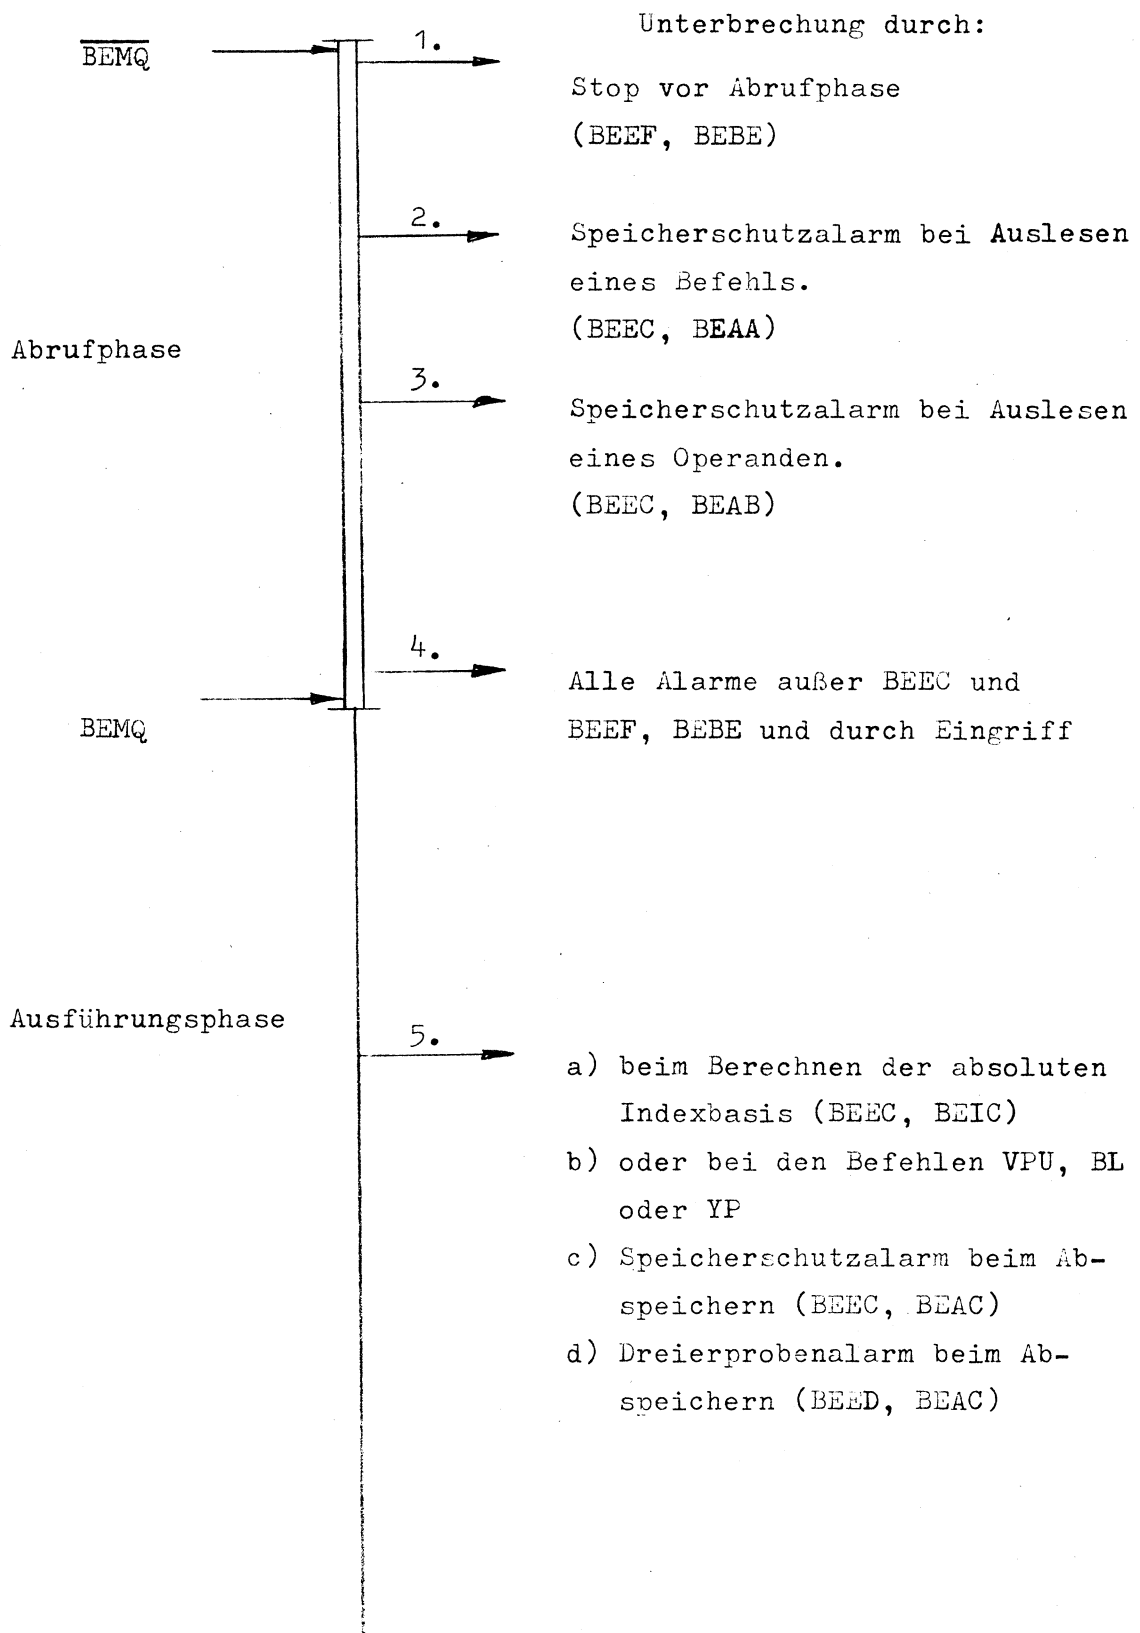 Unterbrechung durch:
B̅E̅M̅Q̅
1.
Stop vor Abrufphase
(BEEF, BEBE)
2.
Speicherschutzalarm bei Auslesen
eines Befehls.
(BEEC, BEAA)
Abrufphase
3.
Speicherschutzalarm bei Auslesen
eines Operanden.
(BEEC, BEAB)
4.
Alle Alarme außer BEEC und
BEEF, BEBE und durch Eingriff
BEMQ
Ausführungsphase
5.
a) beim Berechnen der absoluten
Indexbasis (BEEC, BEIC)
b) oder bei den Befehlen VPU, BL
oder YP
c) Speicherschutzalarm beim Ab-
speichern (BEEC, BEAC)
d) Dreierprobenalarm beim Ab-
speichern (BEED, BEAC)